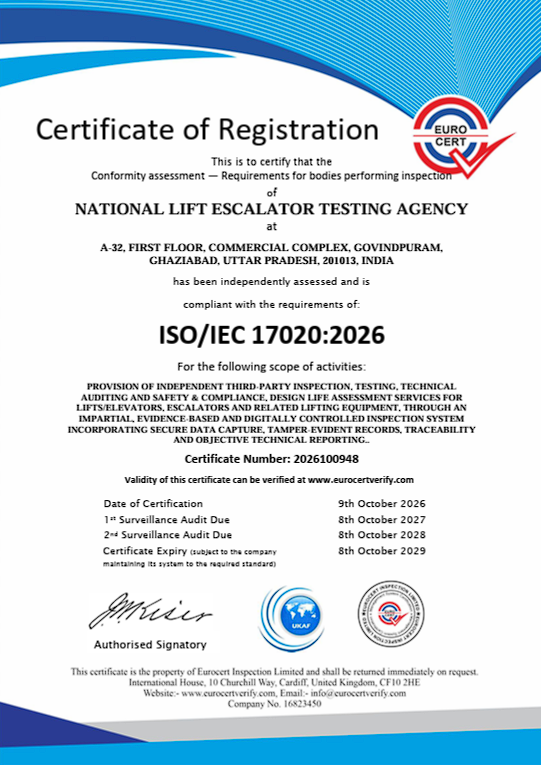 Certificate of Registration
EURO
CERT
This is to certify that the
Conformity assessment — Requirements for bodies performing inspection
of
NATIONAL LIFT ESCALATOR TESTING AGENCY
at
A-32, FIRST FLOOR, COMMERCIAL COMPLEX, GOVINDPURAM,
GHAZIABAD, UTTAR PRADESH, 201013, INDIA
has been independently assessed and is
compliant with the requirements of:
ISO/IEC 17020:2026
For the following scope of activities:
PROVISION OF INDEPENDENT THIRD-PARTY INSPECTION, TESTING, TECHNICAL
AUDITING AND SAFETY & COMPLIANCE, DESIGN LIFE ASSESSMENT SERVICES FOR
LIFTS/ELEVATORS, ESCALATORS AND RELATED LIFTING EQUIPMENT, THROUGH AN
IMPARTIAL, EVIDENCE-BASED AND DIGITALLY CONTROLLED INSPECTION SYSTEM
INCORPORATING SECURE DATA CAPTURE, TAMPER-EVIDENT RECORDS, TRACEABILITY
AND OBJECTIVE TECHNICAL REPORTING..
Certificate Number: 2026100948
Validity of this certificate can be verified at www.eurocertverify.com
Date of Certification 9th October 2026
1st Surveillance Audit Due 8th October 2027
2nd Surveillance Audit Due 8th October 2028
Certificate Expiry (subject to the company 8th October 2029
maintaining its system to the required standard)
Authorised Signatory
UKAF
EUROCERT INSPECTION LIMITED
This certificate is the property of Eurocert Inspection Limited and shall be returned immediately on request.
International House, 10 Churchill Way, Cardiff, United Kingdom, CF10 2HE
Website:- www.eurocertverify.com, Email:- info@eurocertverify.com
Company No. 16823450